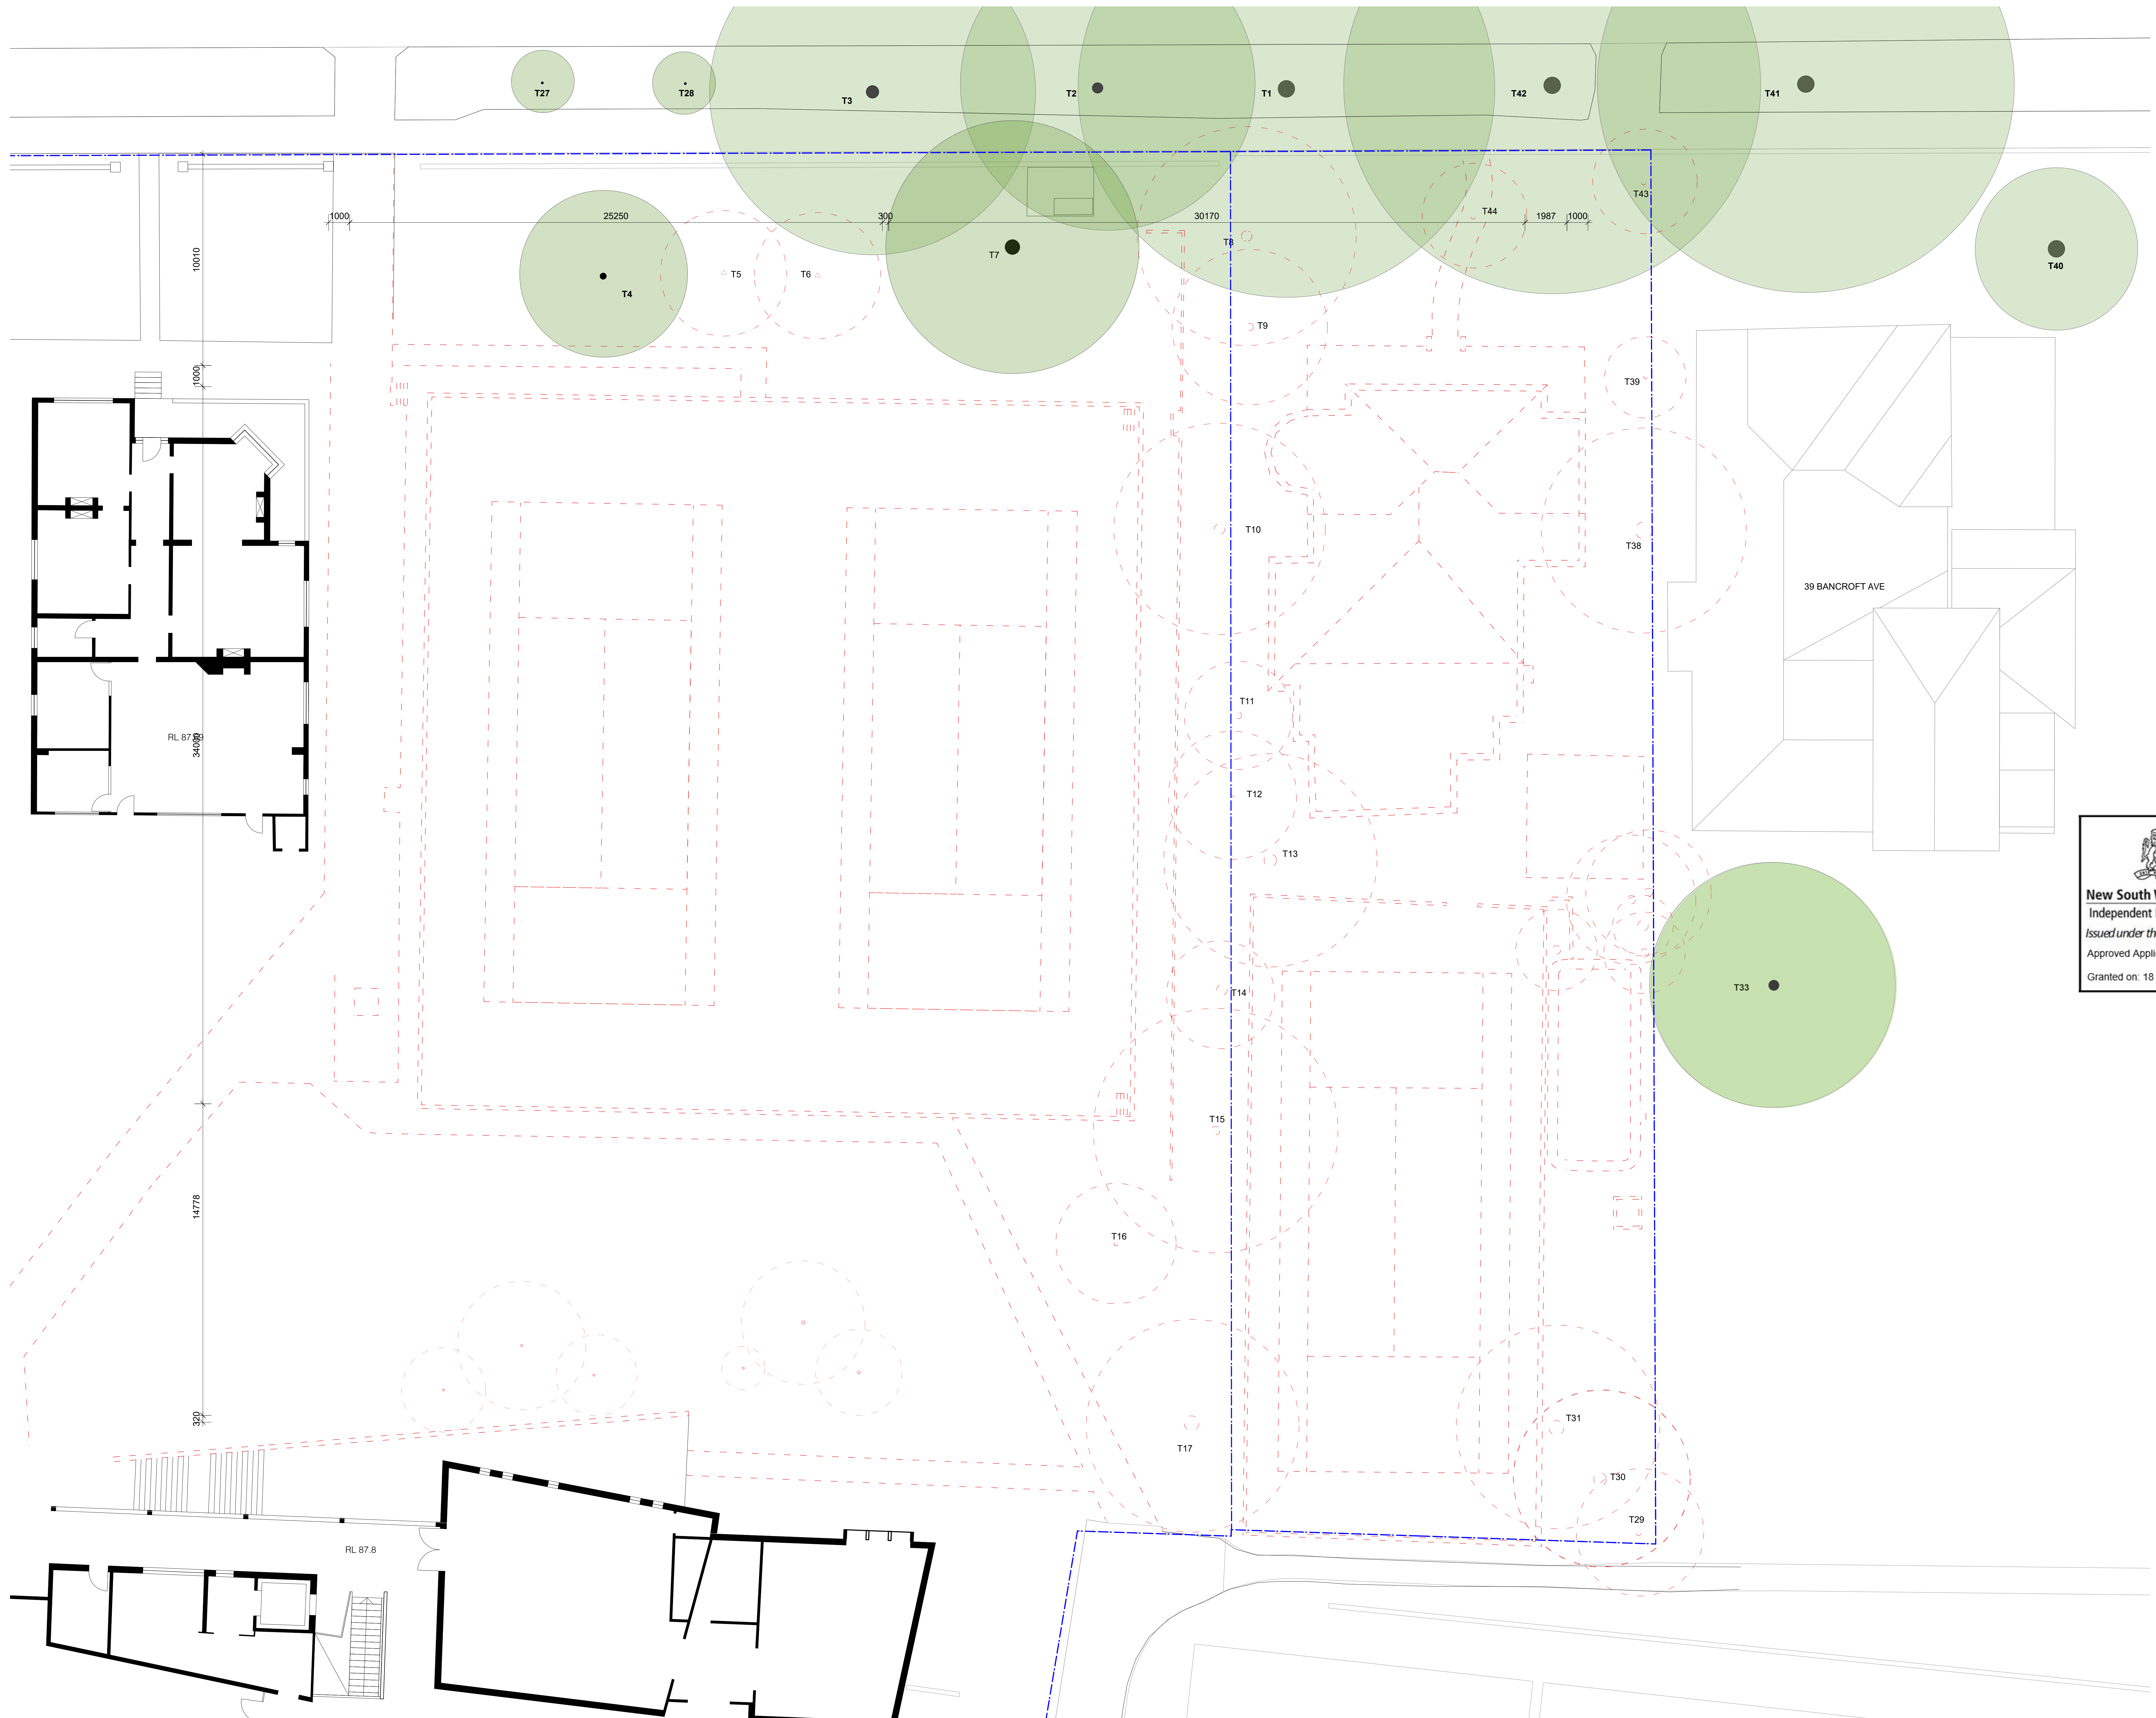 T27
T28
T3
T2
T1
T42
T41
T43
T44
1000
25250
300
30170
1987
1000
T8
T7
T40
10010
T5
T6
T4
T9
1000
T39
T10
T38
39 BANCROFT AVE
T11
RL 87.
34000
T12
T13
New South
Independent
Issued under
Approved
Granted on: 18
T33
T14
T15
14778
T16
320
T31
T17
T30
T29
RL 87.8